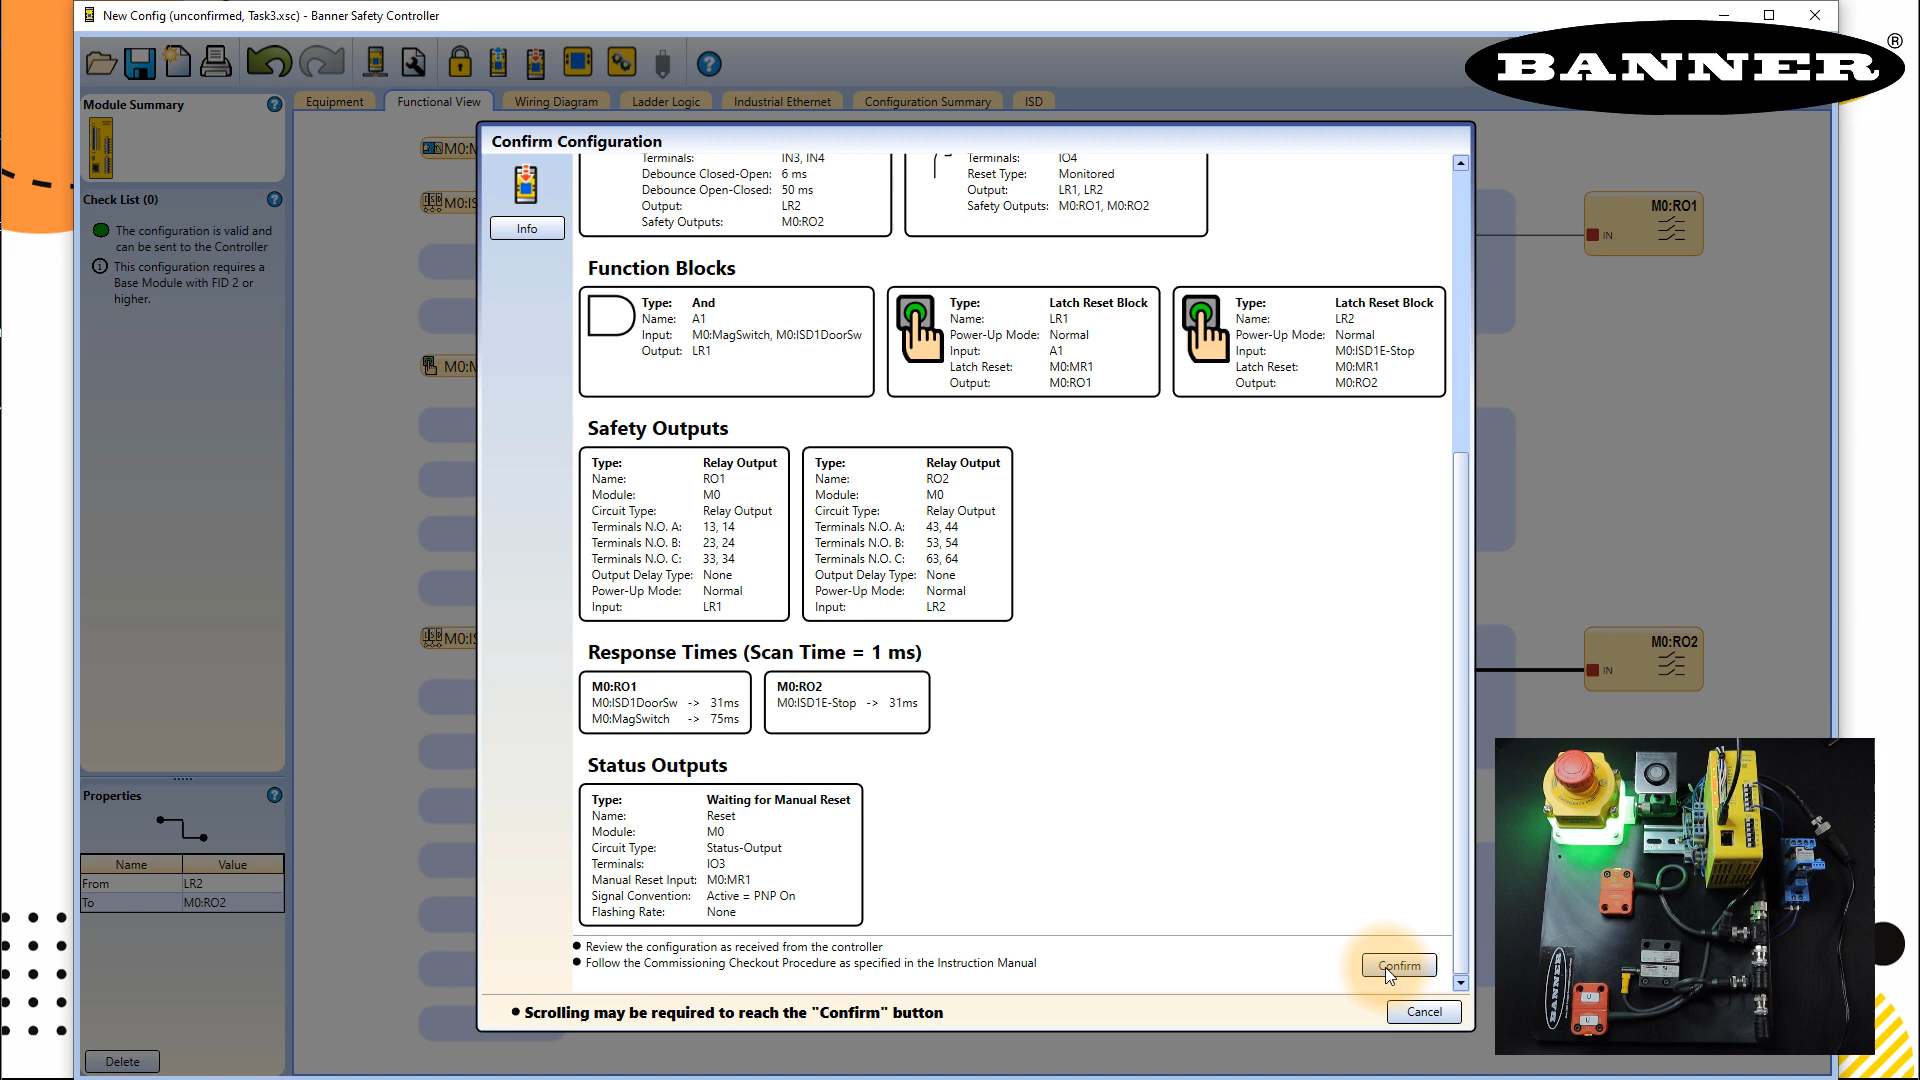 New Config (unconfirmed, Task3.xsc) - Banner Safety Controller
BANNER ®
Module Summary
Equipment
Functional View
Wiring Diagram
Ladder Logic
Industrial Ethernet
Configuration Summary
ISD
Check List (0)
The configuration is valid and
can be sent to the Controller
This configuration requires a
Base Module with FID 2 or
higher.
Confirm Configuration
Info
Terminals: IN3, IN4
Debounce Closed-Open: 6 ms
Debounce Open-Closed: 50 ms
Output: LR2
Safety Outputs: M0:RO2
Terminals: IO4
Reset Type: Monitored
Output: LR1, LR2
Safety Outputs: M0:RO1, M0:RO2
Function Blocks
Type: And
Name: A1
Input: M0:MagSwitch, M0:ISD1DoorSw
Output: LR1
Type: Latch Reset Block
Name: LR1
Power-Up Mode: Normal
Input: A1
Latch Reset: M0:MR1
Output: M0:RO1
Type: Latch Reset Block
Name: LR2
Power-Up Mode: Normal
Input: M0:ISD1E-Stop
Latch Reset: M0:MR1
Output: M0:RO2
Safety Outputs
Type: Relay Output
Name: RO1
Module: M0
Circuit Type: Relay Output
Terminals N.O. A: 13, 14
Terminals N.O. B: 23, 24
Terminals N.O. C: 33, 34
Output Delay Type: None
Power-Up Mode: Normal
Input: LR1
Type: Relay Output
Name: RO2
Module: M0
Circuit Type: Relay Output
Terminals N.O. A: 43, 44
Terminals N.O. B: 53, 54
Terminals N.O. C: 63, 64
Output Delay Type: None
Power-Up Mode: Normal
Input: LR2
Response Times (Scan Time = 1 ms)
M0:RO1
M0:ISD1DoorSw -> 31ms
M0:MagSwitch -> 75ms
M0:RO2
M0:ISD1E-Stop -> 31ms
Status Outputs
Type: Waiting for Manual Reset
Name: Reset
Module: M0
Circuit Type: Status-Output
Terminals: IO3
Manual Reset Input: M0:MR1
Signal Convention: Active = PNP On
Flashing Rate: None
Review the configuration as received from the controller
Follow the Commissioning Checkout Procedure as specified in the Instruction Manual
Confirm
Scrolling may be required to reach the "Confirm" button
Cancel
M0:RO1
IN
M0:RO2
IN
Properties
Name Value
From LR2
To M0:RO2
Delete
BANNER